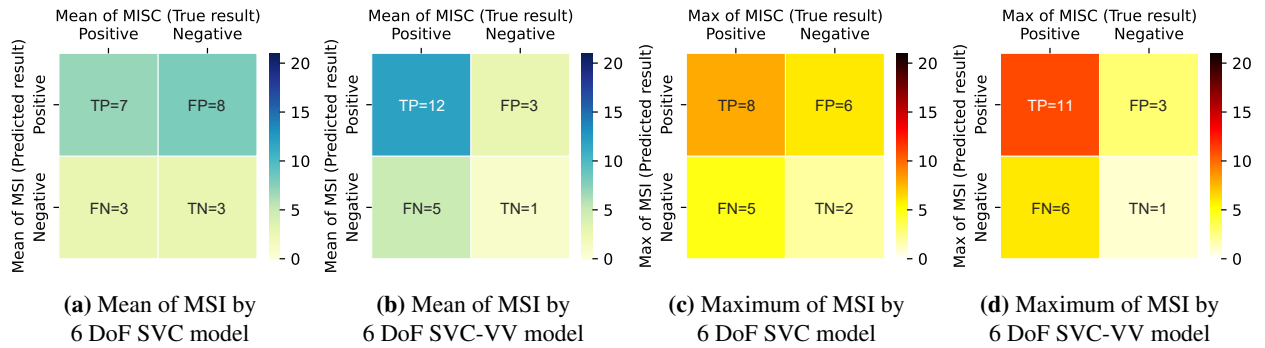 Mean of MISC (True result)
Positive Negative
Mean of MSI (Predicted result)
Positive
Negative
TP=7 FP=8
FN=3 TN=3
20
15
10
5
0
(a) Mean of MSI by
6 DoF SVC model
Mean of MISC (True result)
Positive Negative
Mean of MSI (Predicted result)
Positive
Negative
TP=12 FP=3
FN=5 TN=1
20
15
10
5
0
(b) Mean of MSI by
6 DoF SVC-VV model
Max of MISC (True result)
Positive Negative
Max of MSI (Predicted result)
Positive
Negative
TP=8 FP=6
FN=5 TN=2
20
15
10
5
0
(c) Maximum of MSI by
6 DoF SVC model
Max of MISC (True result)
Positive Negative
Max of MSI (Predicted result)
Positive
Negative
TP=11 FP=3
FN=6 TN=1
20
15
10
5
0
(d) Maximum of MSI by
6 DoF SVC-VV model